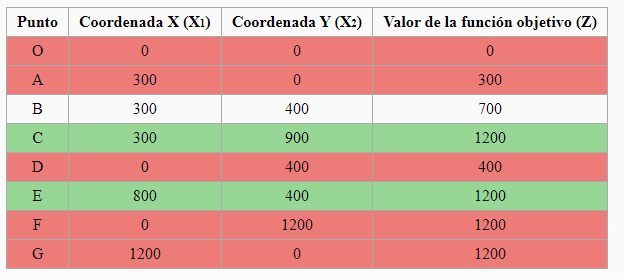 Punto Coordenada X (X1) Coordenada Y (X2) Valor de la función objetivo (Z)
O 0 0 0
A 300 0 300
B 300 400 700
C 300 900 1200
D 0 400 400
E 800 400 1200
F 0 1200 1200
G 1200 0 1200